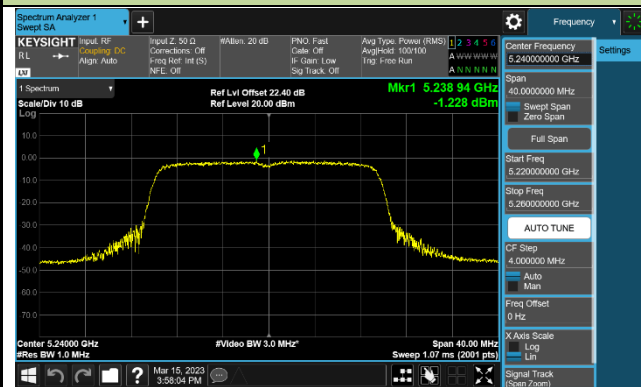 Spectrum Analyzer 1
Swept SA
Frequency
KEYSIGHT
RL
Input: RF
Coupling: DC
Align: Auto
Input Z: 50 Ω
Corrections: Off
Freq Ref: Int (S)
NFE: Off
#Atten: 20 dB
PNO: Fast
Gate: Off
IF Gain: Low
Sig Track: Off
Avg Type: Power (RMS)
Avg|Hold: 100/100
Trig: Free Run
1 2 3 4 5 6
A W W W W W
A N N N N N
1 Spectrum
Scale/Div 10 dB
Log
Ref Lvl Offset 22.40 dB
Ref Level 20.00 dBm
Mkr1 5.238 94 GHz
-1.228 dBm
1
10.0
0.00
-10.0
-20.0
-30.0
-40.0
-50.0
-60.0
-70.0
Center 5.24000 GHz
#Res BW 1.0 MHz
#Video BW 3.0 MHz*
Span 40.00 MHz
Sweep 1.07 ms (2001 pts)
Mar 15, 2023
3:58:04 PM
Center Frequency
5.240000000 GHz
Settings
Span
40.0000000 MHz
Swept Span
Zero Span
Full Span
Start Freq
5.220000000 GHz
Stop Freq
5.260000000 GHz
AUTO TUNE
CF Step
4.000000 MHz
Auto
Man
Freq Offset
0 Hz
X Axis Scale
Log
Lin
Signal Track
(Span Zoom)